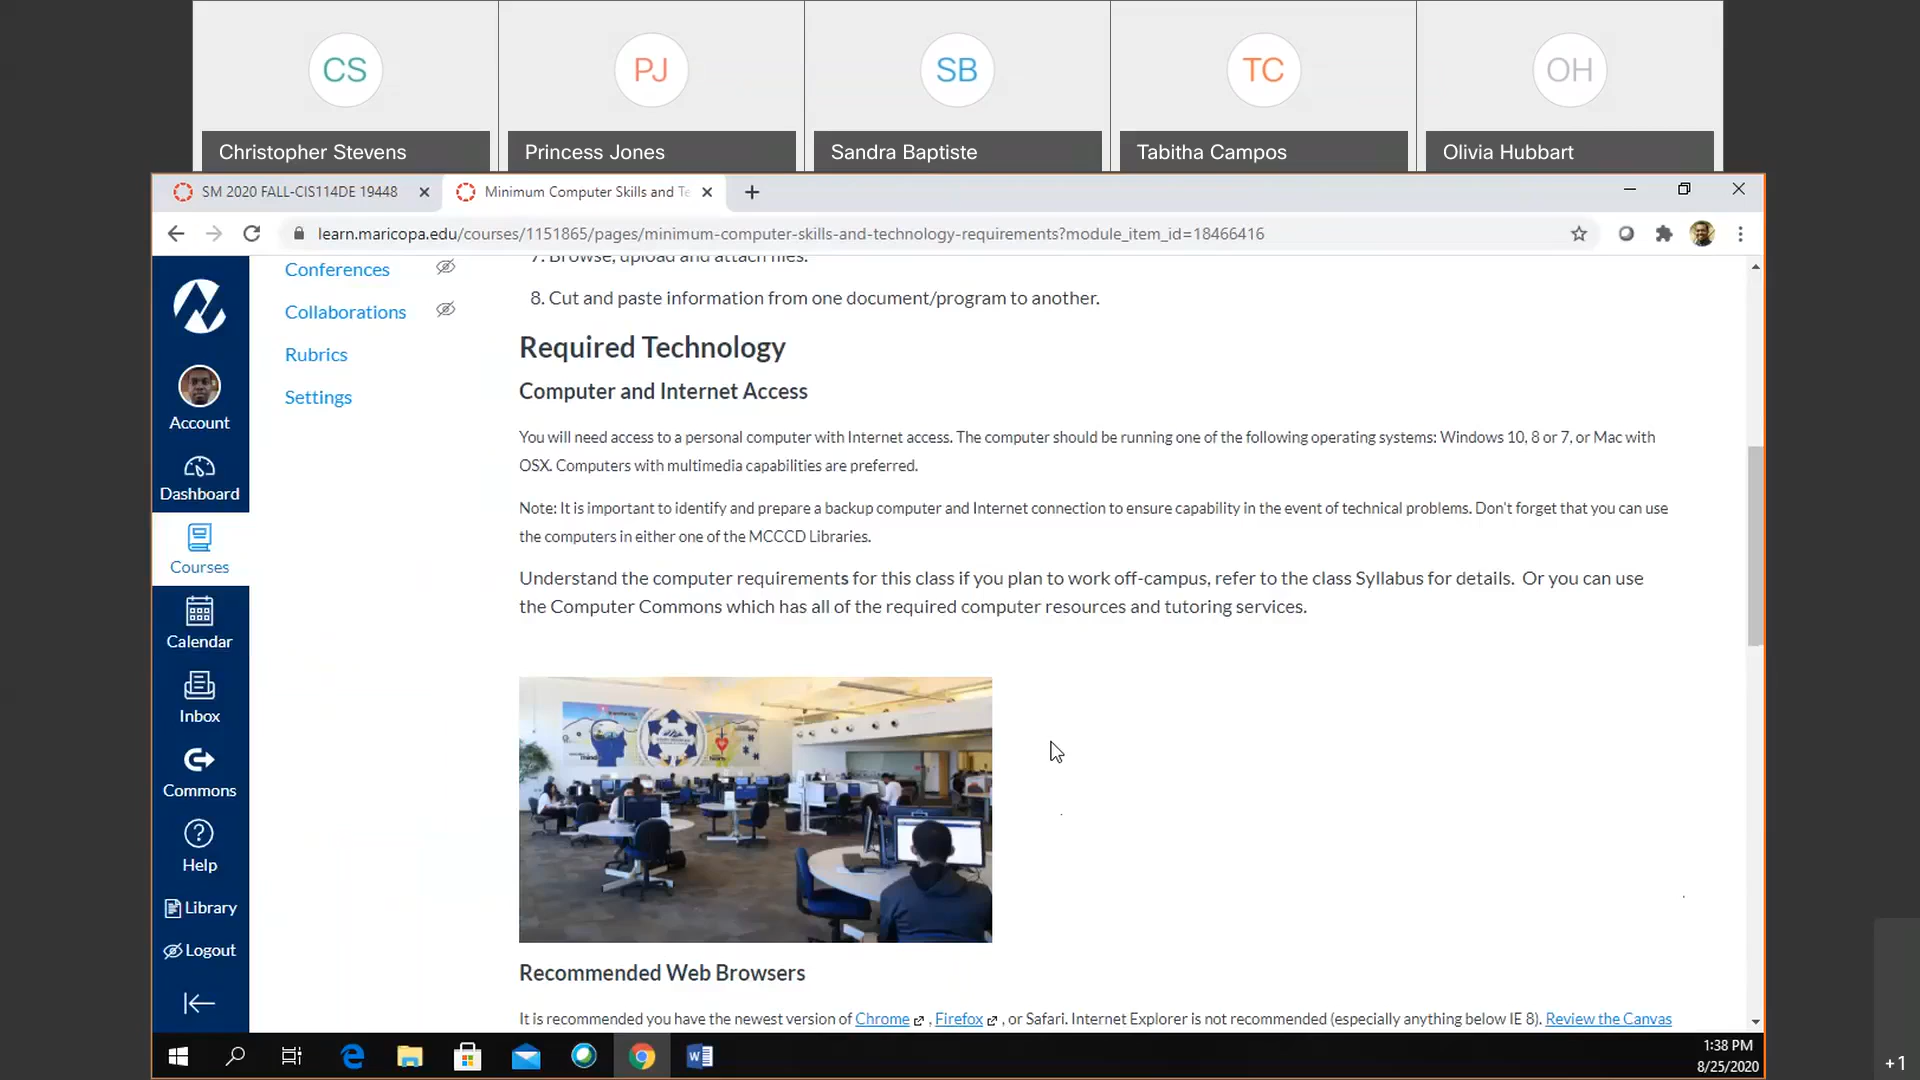 CS PJ SB TC OH
Christopher Stevens Princess Jones Sandra Baptiste Tabitha Campos Olivia Hubbart
SM 2020 FALL-CIS114DE 19448 Minimum Computer Skills and Te
learn.maricopa.edu/courses/1151865/pages/minimum-computer-skills-and-technology-requirements?module_item_id=18466416
Account
Dashboard
Courses
Calendar
Inbox
Commons
Help
Library
Logout
Conferences
Collaborations
Rubrics
Settings
7. Browse, upload and attach files.
8. Cut and paste information from one document/program to another.
Required Technology
Computer and Internet Access
You will need access to a personal computer with Internet access. The computer should be running one of the following operating systems: Windows 10, 8 or 7, or Mac with
OSX. Computers with multimedia capabilities are preferred.
Note: It is important to identify and prepare a backup computer and Internet connection to ensure capability in the event of technical problems. Don't forget that you can use
the computers in either one of the MCCCD Libraries.
Understand the computer requirements for this class if you plan to work off-campus, refer to the class Syllabus for details. Or you can use
the Computer Commons which has all of the required computer resources and tutoring services.
Recommended Web Browsers
It is recommended you have the newest version of Chrome , Firefox , or Safari. Internet Explorer is not recommended (especially anything below IE 8). Review the Canvas
1:38 PM
8/25/2020
+1